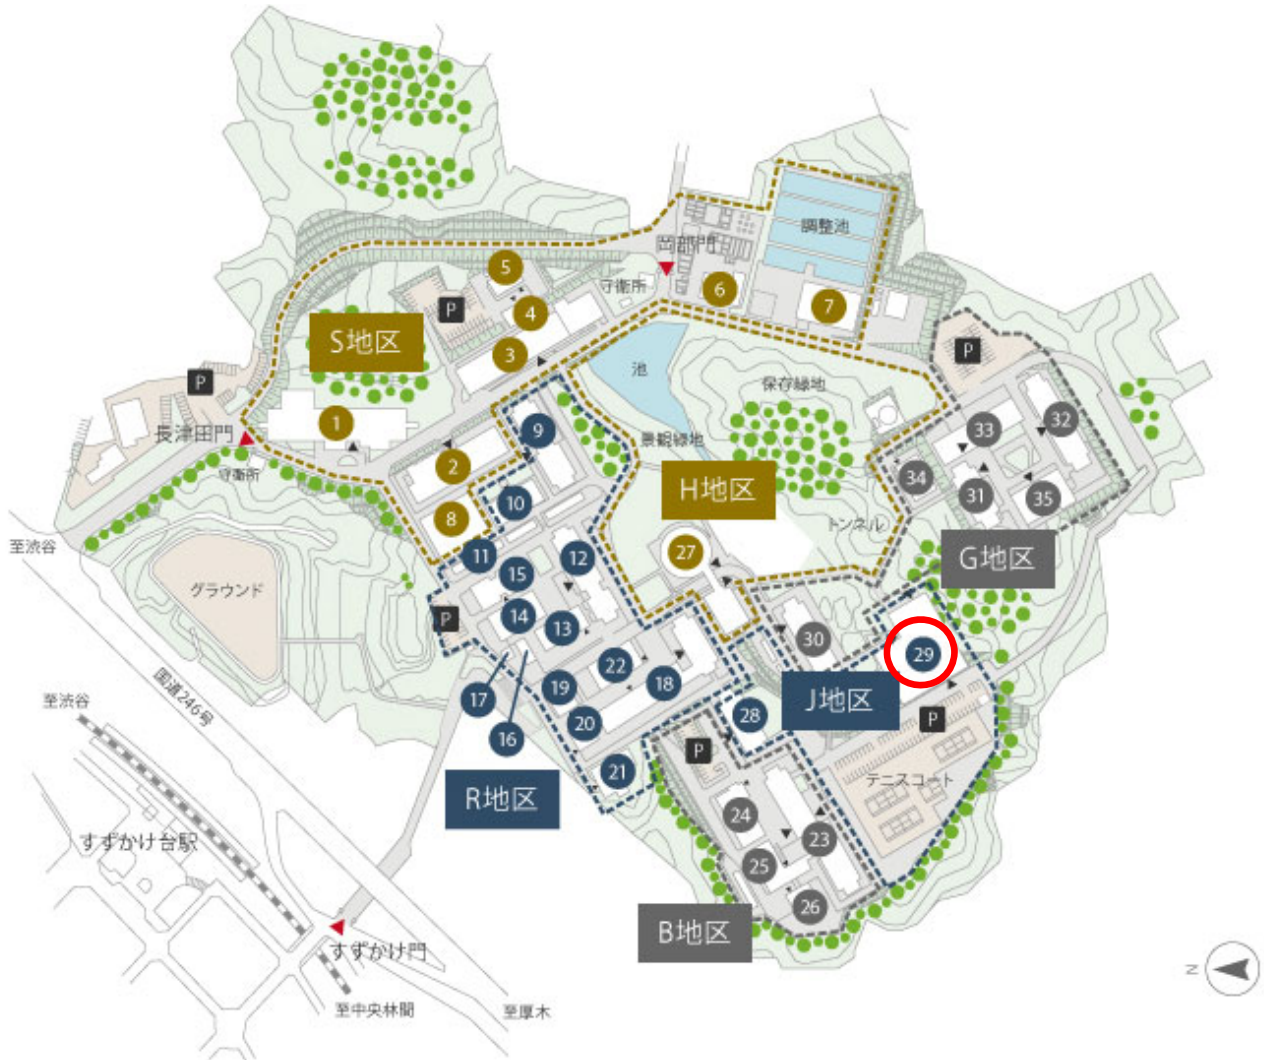 調整池
岡部門
5
守衛所
6
P
4
7
S地区
3
P
池
保存緑地
P
1
長津田門
9
33
32
景観緑地
守衛所
2
34
H地区
10
31
35
8
トンネル
至渋谷
11
12
27
G地区
15
グラウンド
14
13
P
30
29
22
18
国道246号
至渋谷
17
19
J地区
28
20
P
16
P
21
テニスコート
R地区
24
すずかけ台駅
23
25
26
B地区
すずかけ門
至中央林間
至厚木
N